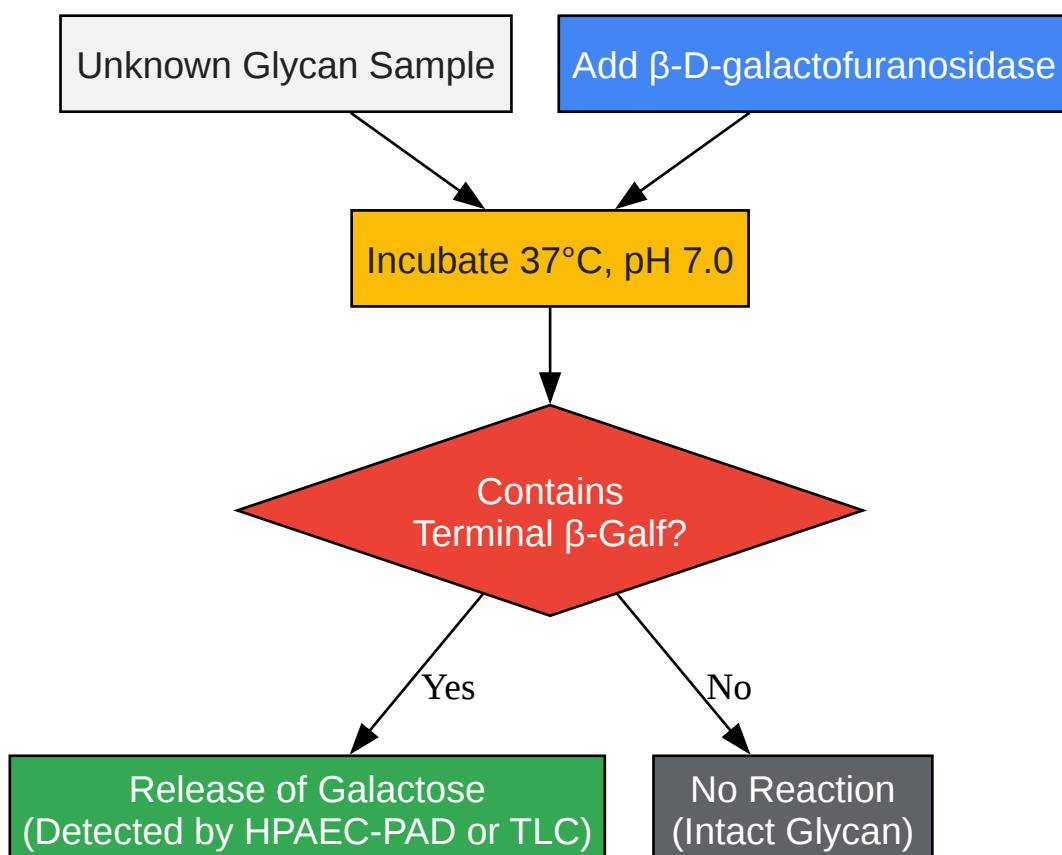 Unknown Glycan Sample
Add β-D-galactofuranosidase
Incubate 37°C, pH 7.0
Contains
Terminal β-Galf?
Yes
No
Release of Galactose
(Detected by HPAEC-PAD or TLC)
No Reaction
(Intact Glycan)